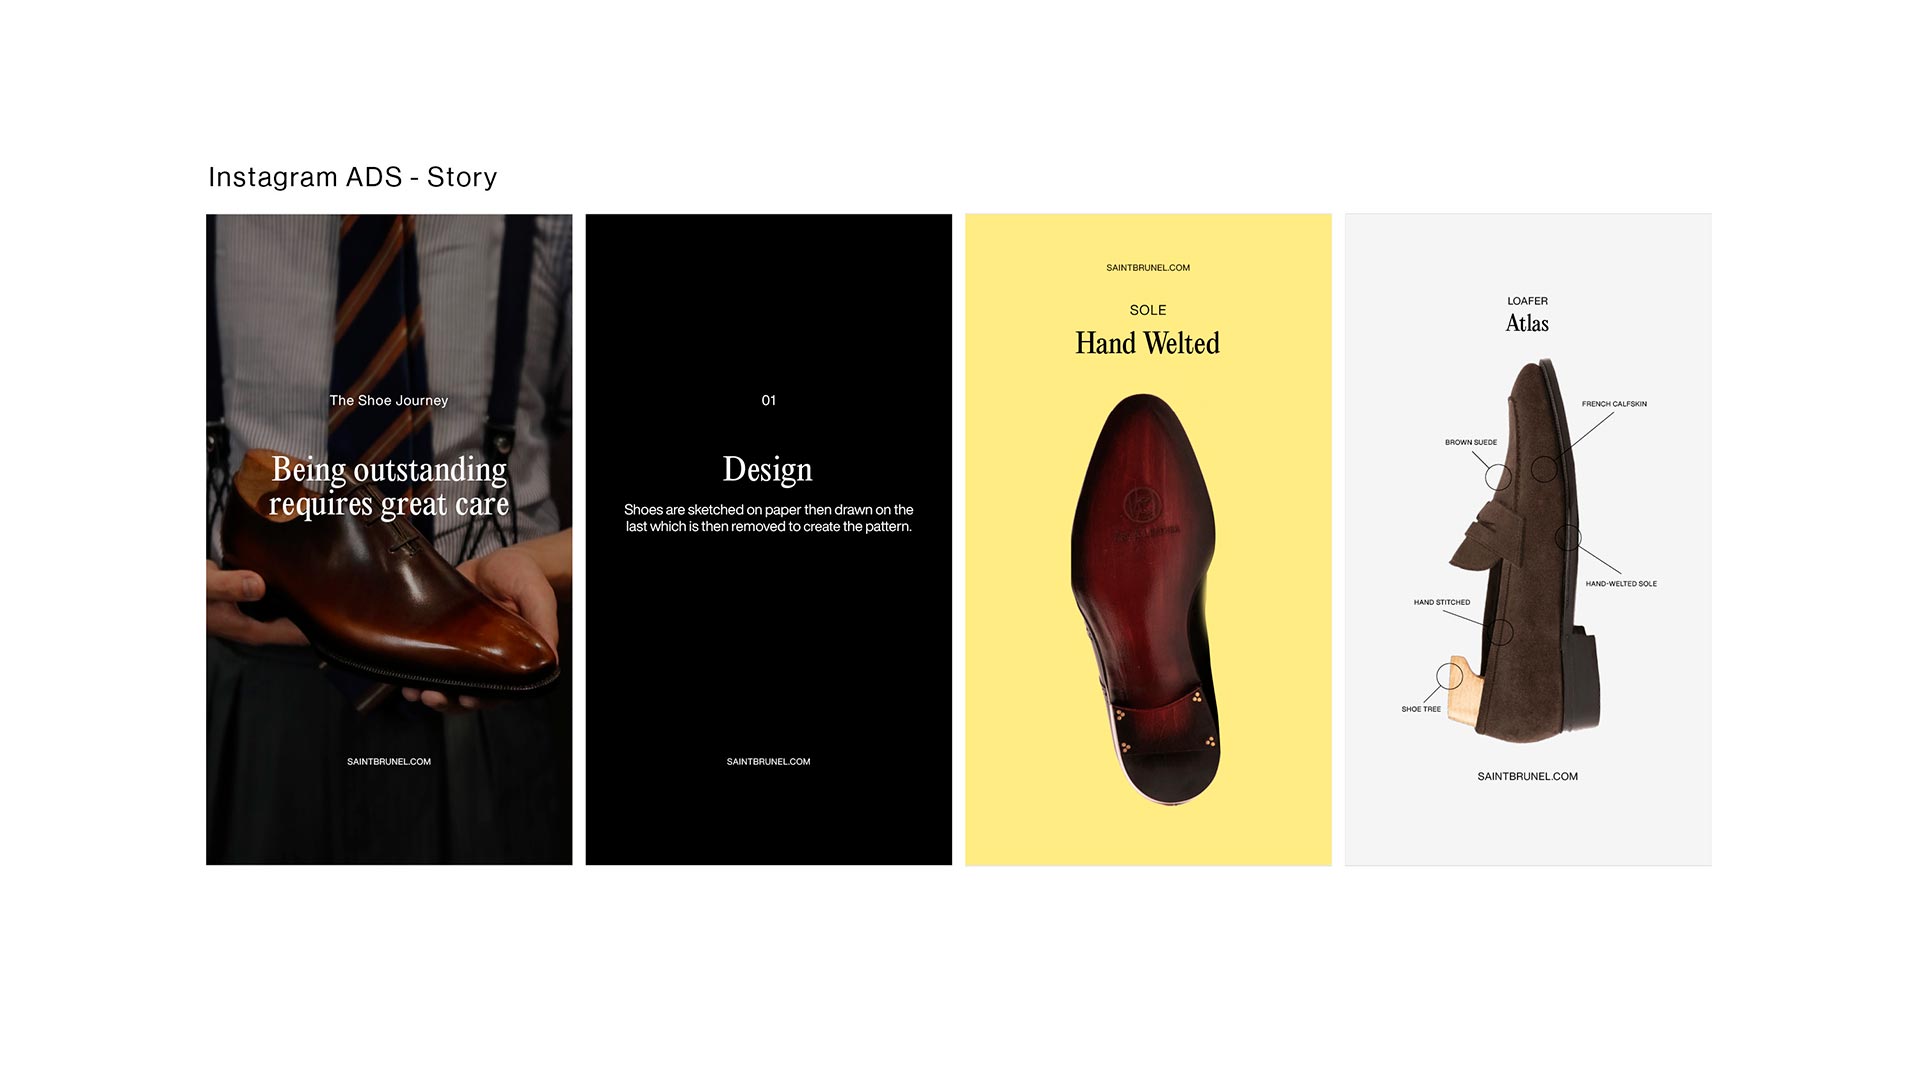 Instagram ADS - Story
The Shoe Journey
Being outstanding
requires great care
SAINTBRUNEL.COM
01
Design
Shoes are sketched on paper then drawn on the
last which is then removed to create the pattern.
SAINTBRUNEL.COM
SAINTBRUNEL.COM
SOLE
Hand Welted
LOAFER
Atlas
FRENCH CALFSKIN
BROWN SUEDE
HAND-WELTED SOLE
HAND STITCHED
SHOE TREE
SAINTBRUNEL.COM